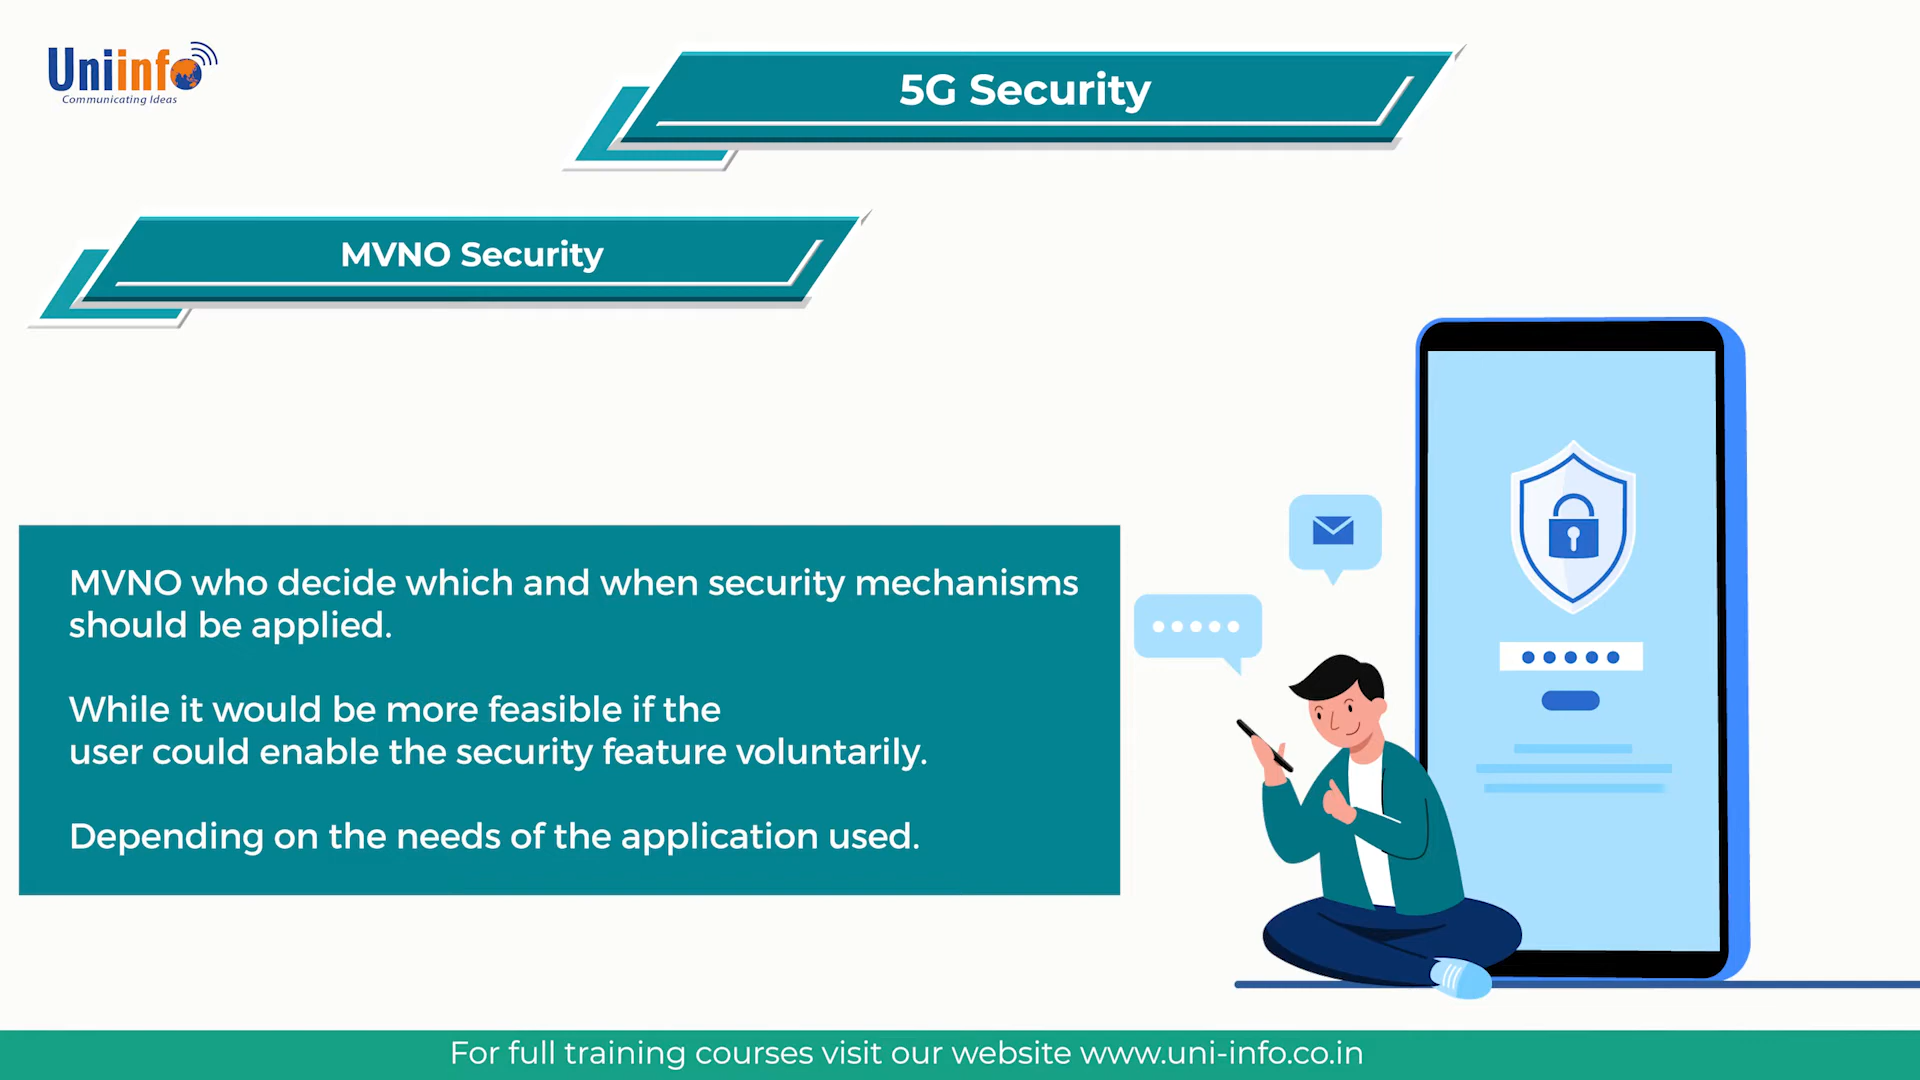 Uniinfo
Communicating Ideas
5G Security
MVNO Security
MVNO who decide which and when security mechanisms
should be applied.
While it would be more feasible if the
user could enable the security feature voluntarily.
Depending on the needs of the application used.
For full training courses visit our website www.uni-info.co.in